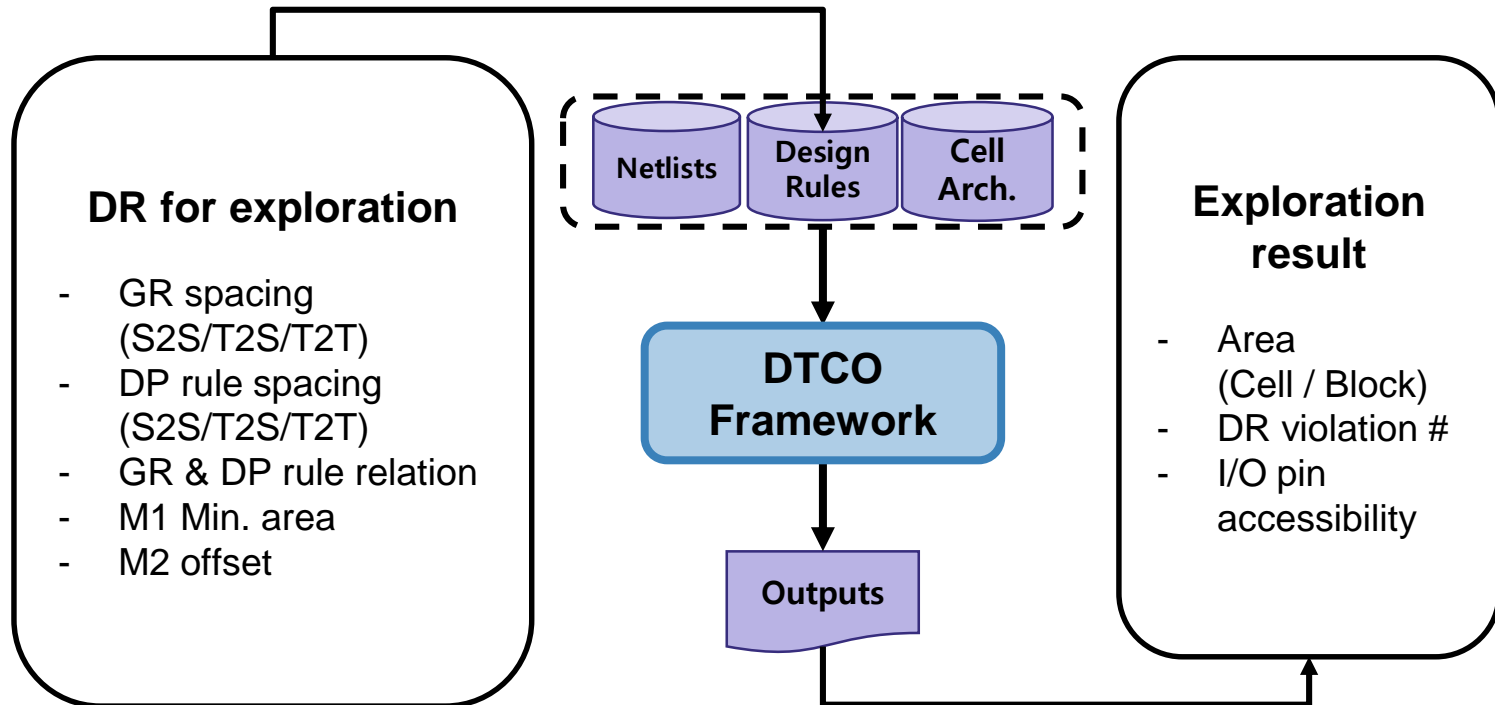 DR for exploration
- GR spacing
(S2S/T2S/T2T)
- DP rule spacing
(S2S/T2S/T2T)
- GR & DP rule relation
- M1 Min. area
- M2 offset
Netlists
Design
Rules
Cell
Arch.
DTCO
Framework
Outputs
Exploration
result
- Area
(Cell / Block)
- DR violation #
- I/O pin
accessibility